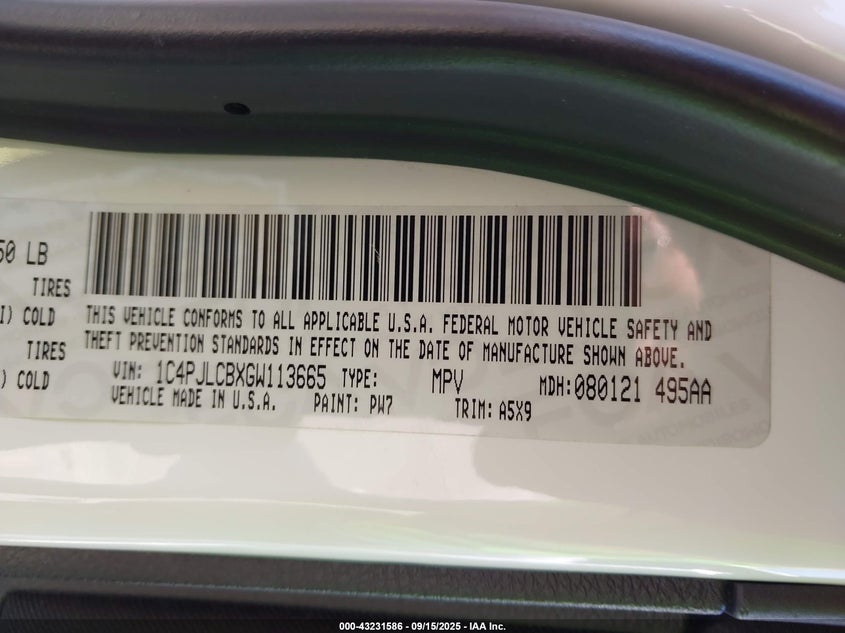 50 LB
TIRES
I) COLD
TIRES
) COLD
THIS VEHICLE CONFORMS TO ALL APPLICABLE U.S.A. FEDERAL MOTOR VEHICLE SAFETY AND
THEFT PREVENTION STANDARDS IN EFFECT ON THE DATE OF MANUFACTURE SHOWN ABOVE.
VIN: 1C4PJLCBXGW113665 TYPE: MPV MDH:080121 495AA
VEHICLE MADE IN U.S.A. PAINT: PW7 TRIM: A5X9
000-43231586 - 09/15/2025 - IAA Inc.